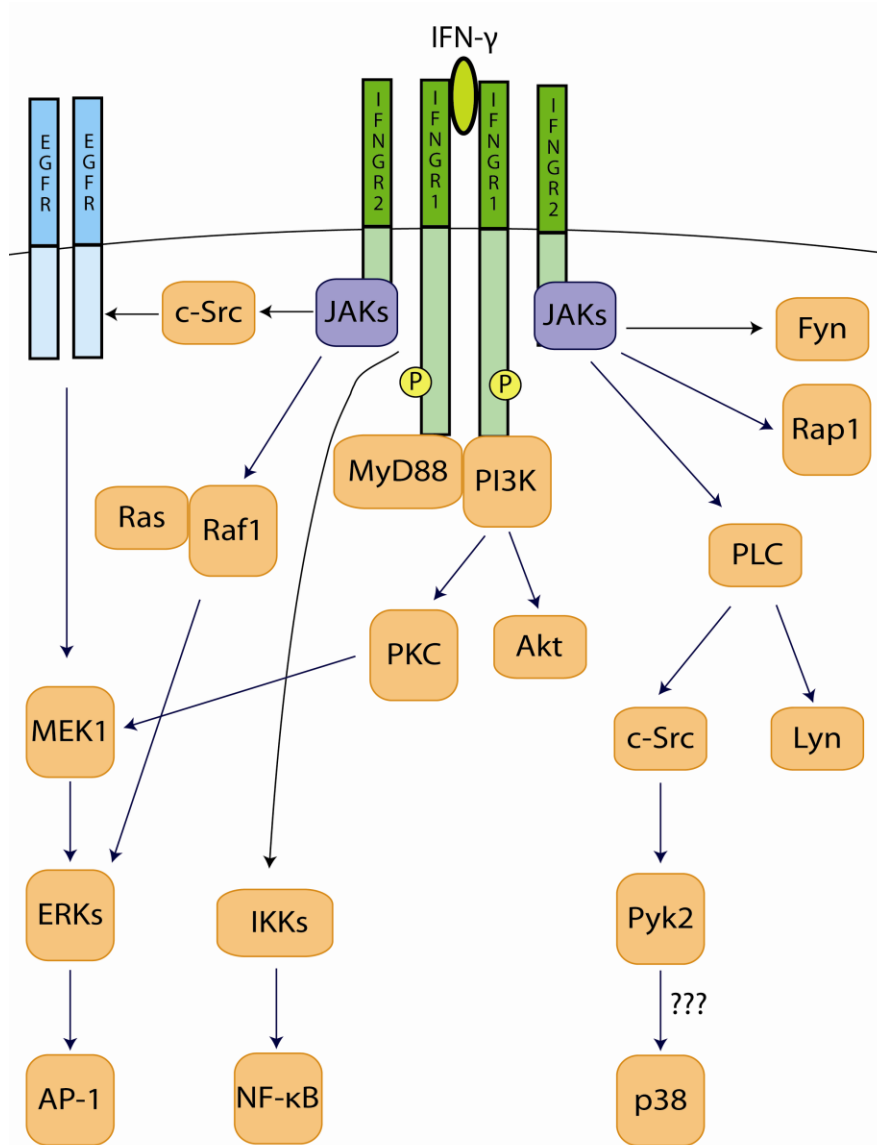 IFN-γ
EGFR
EGFR
IFNGR2
IFNGR1
IFNGR1
IFNGR2
c-Src
JAKs
JAKs
Fyn
P
P
Rap1
MyD88
PI3K
Ras
Raf1
PLC
PKC
Akt
MEK1
c-Src
Lyn
ERKs
IKKs
Pyk2
???
AP-1
NF-κB
p38